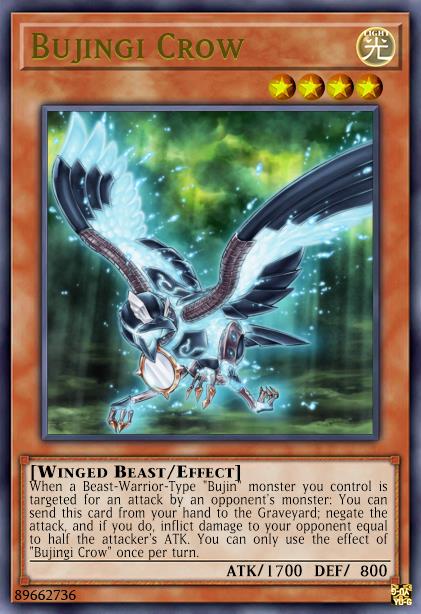 BUJINGI CROW
LIGHT
光
[WINGED BEAST/EFFECT]
When a Beast-Warrior-Type "Bujin" monster you control is
targeted for an attack by an opponent's monster: You can
send this card from your hand to the Graveyard; negate the
attack, and if you do, inflict damage to your opponent equal
to half the attacker's ATK. You can only use the effect of
"Bujingi Crow" once per turn.
ATK/1700 DEF/ 800
89662736